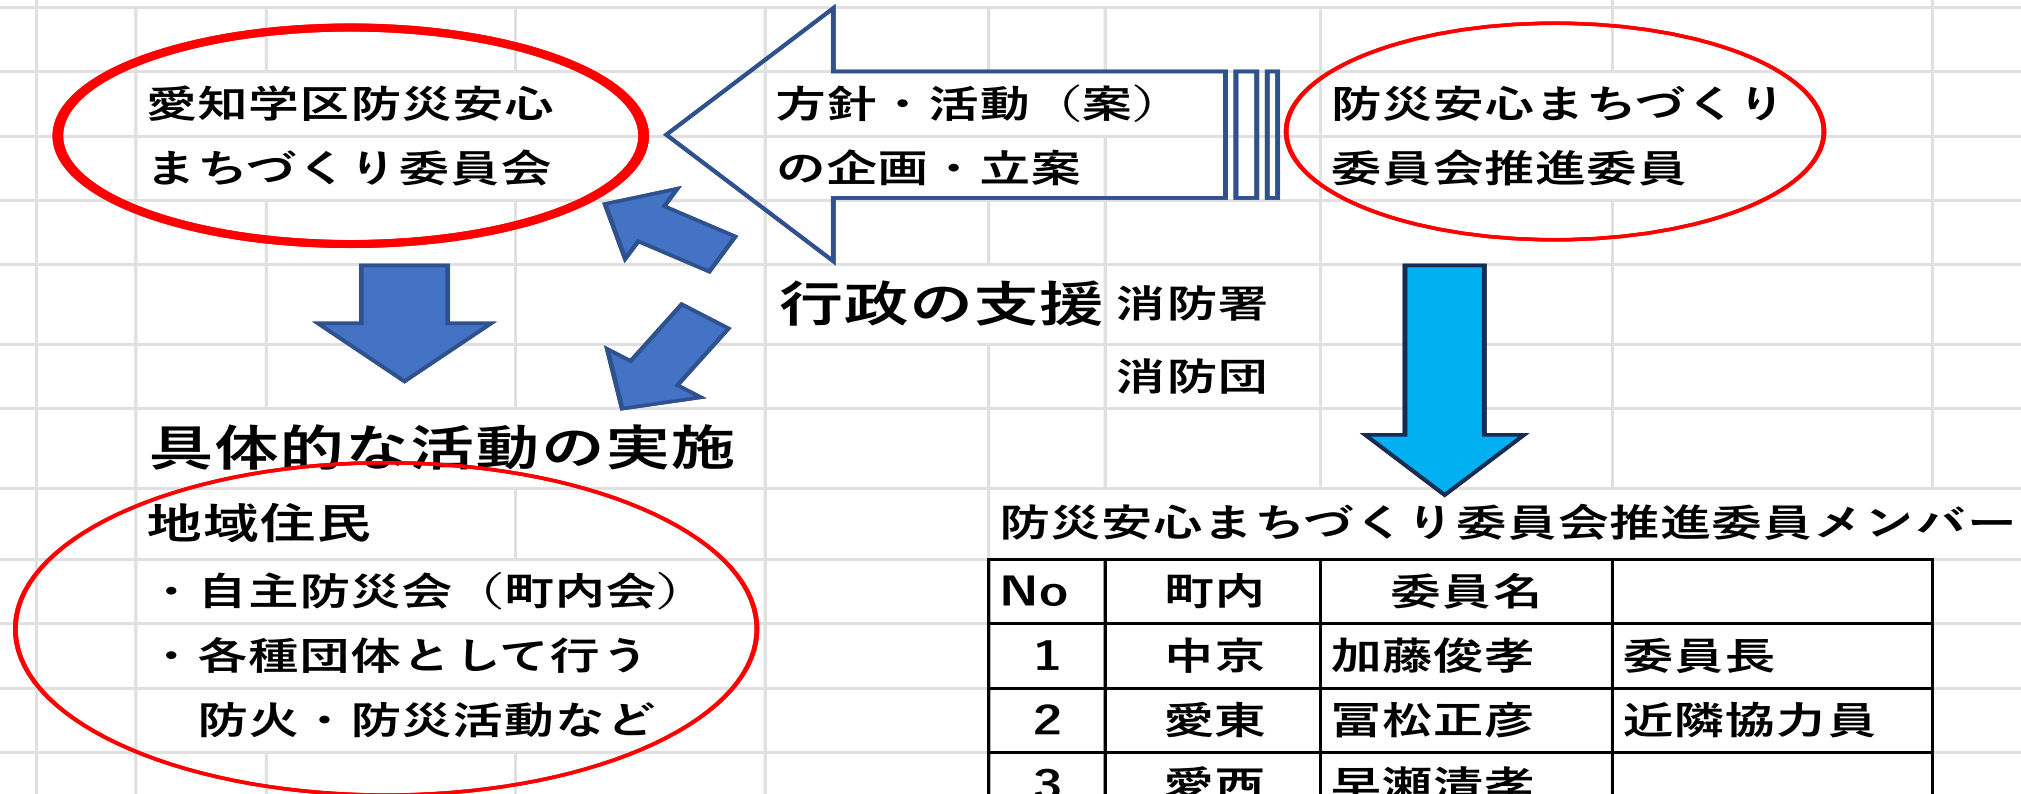 愛知学区防災安心
まちづくり委員会
方針・活動（案）
の企画・立案
防災安心まちづくり
委員会推進委員
行政の支援 消防署
消防団
具体的な活動の実施
地域住民
・自主防災会（町内会）
・各種団体として行う
防火・防災活動など
防災安心まちづくり委員会推進委員メンバー
No 町内 委員名
1 中京 加藤俊孝 委員長
2 愛東 冨松正彦 近隣協力員
3 愛西 早瀬清孝